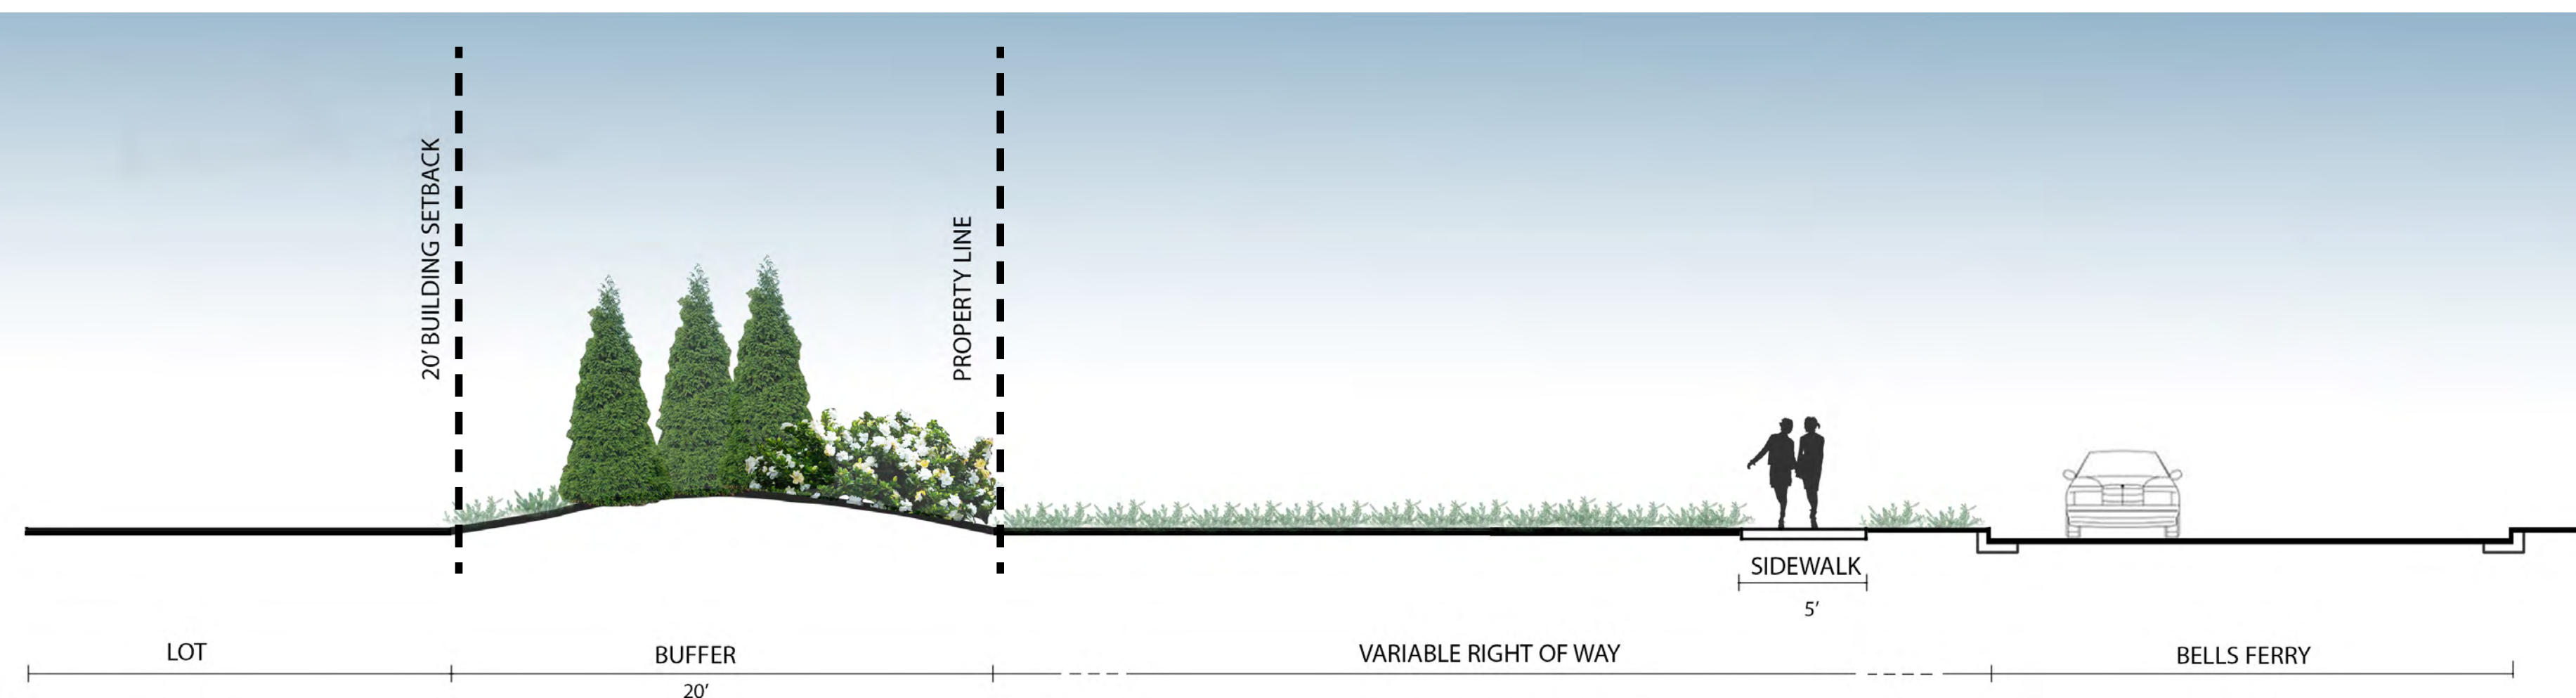 20' BUILDING SETBACK
PROPERTY LINE
SIDEWALK
5'
LOT
BUFFER
20'
VARIABLE RIGHT OF WAY
BELLS FERRY